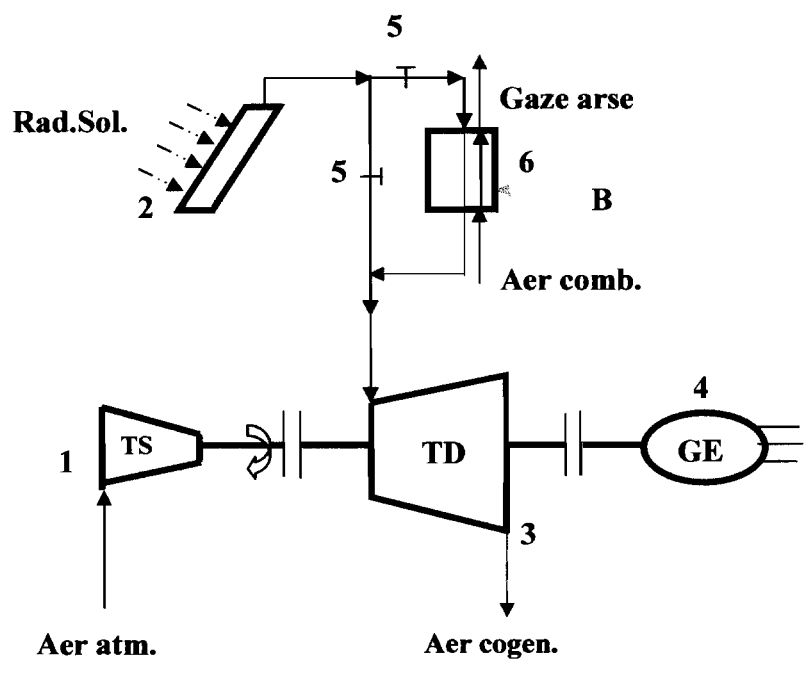 5
Gaze arse
Rad.Sol.
6
5
2
B
Aer comb.
4
TS
TD
GE
1
3
Aer atm.
Aer cogen.